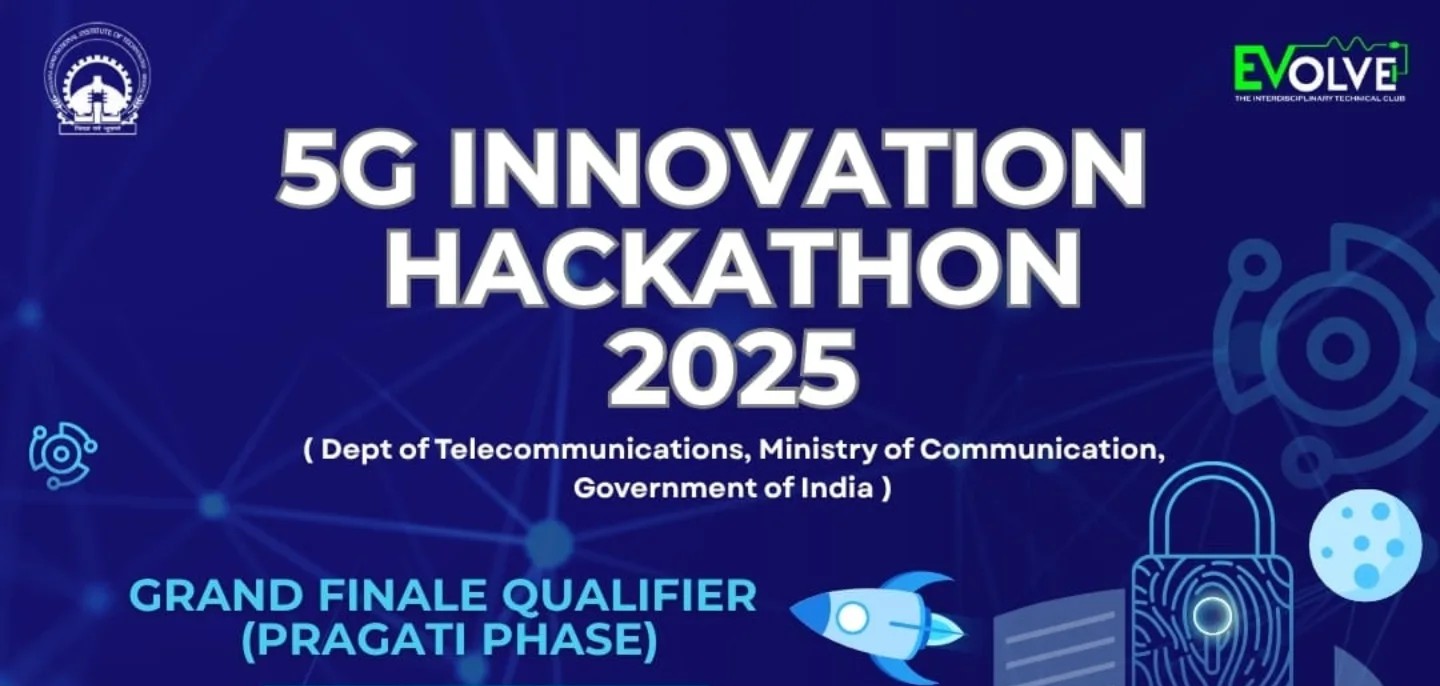 EVOLVE
THE INTERDISCIPLINARY TECHNICAL CLUB
5G INNOVATION
HACKATHON
2025
( Dept of Telecommunications, Ministry of Communication,
Government of India )
GRAND FINALE QUALIFIER
(PRAGATI PHASE)